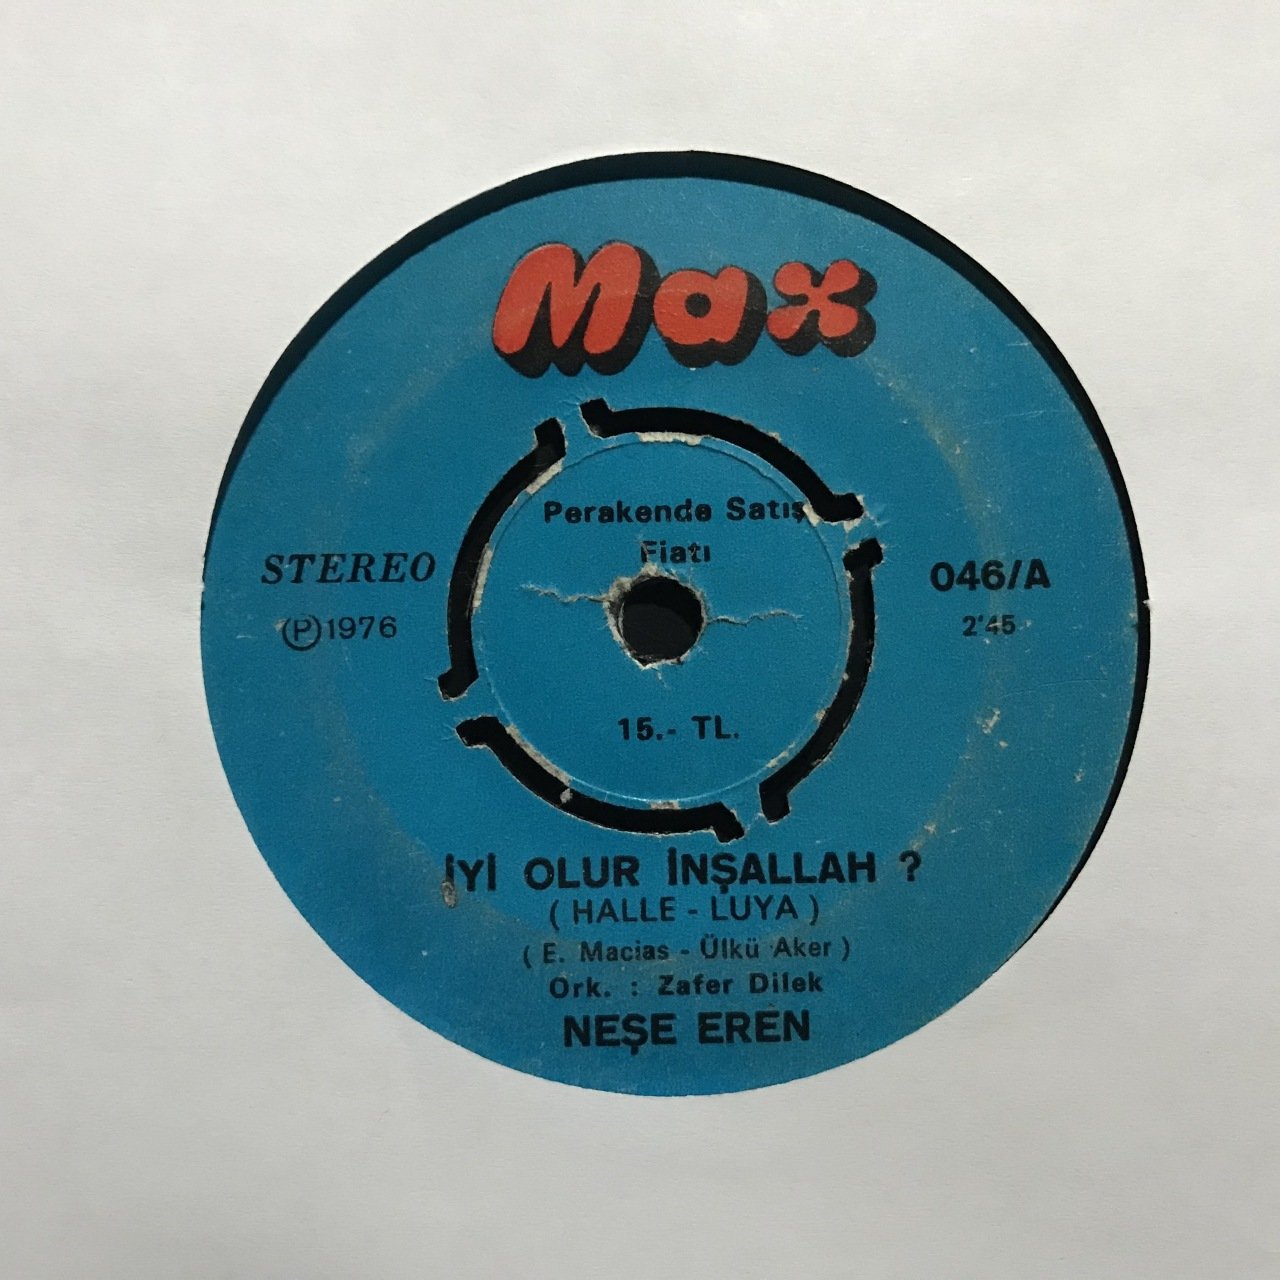 Max
Perakende Satış
Fiatı
STEREO
Ⓟ1976
046/A
2'45
15.- TL.
İYİ OLUR İNŞALLAH ?
( HALLE - LUYA )
( E. Macias - Ülkü Aker )
Ork. : Zafer Dilek
NEŞE EREN